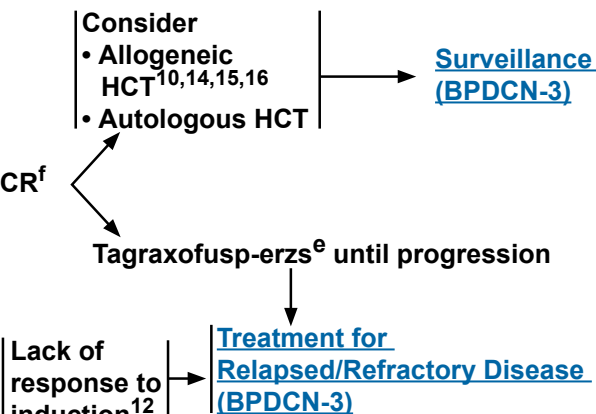 Consider
• Allogeneic
HCT10,14,15,16
• Autologous HCT
Surveillance
(BPDCN-3)
CRf
Tagraxofusp-erzse until progression
Lack of
response to
induction12
Treatment for
Relapsed/Refractory Disease
(BPDCN-3)